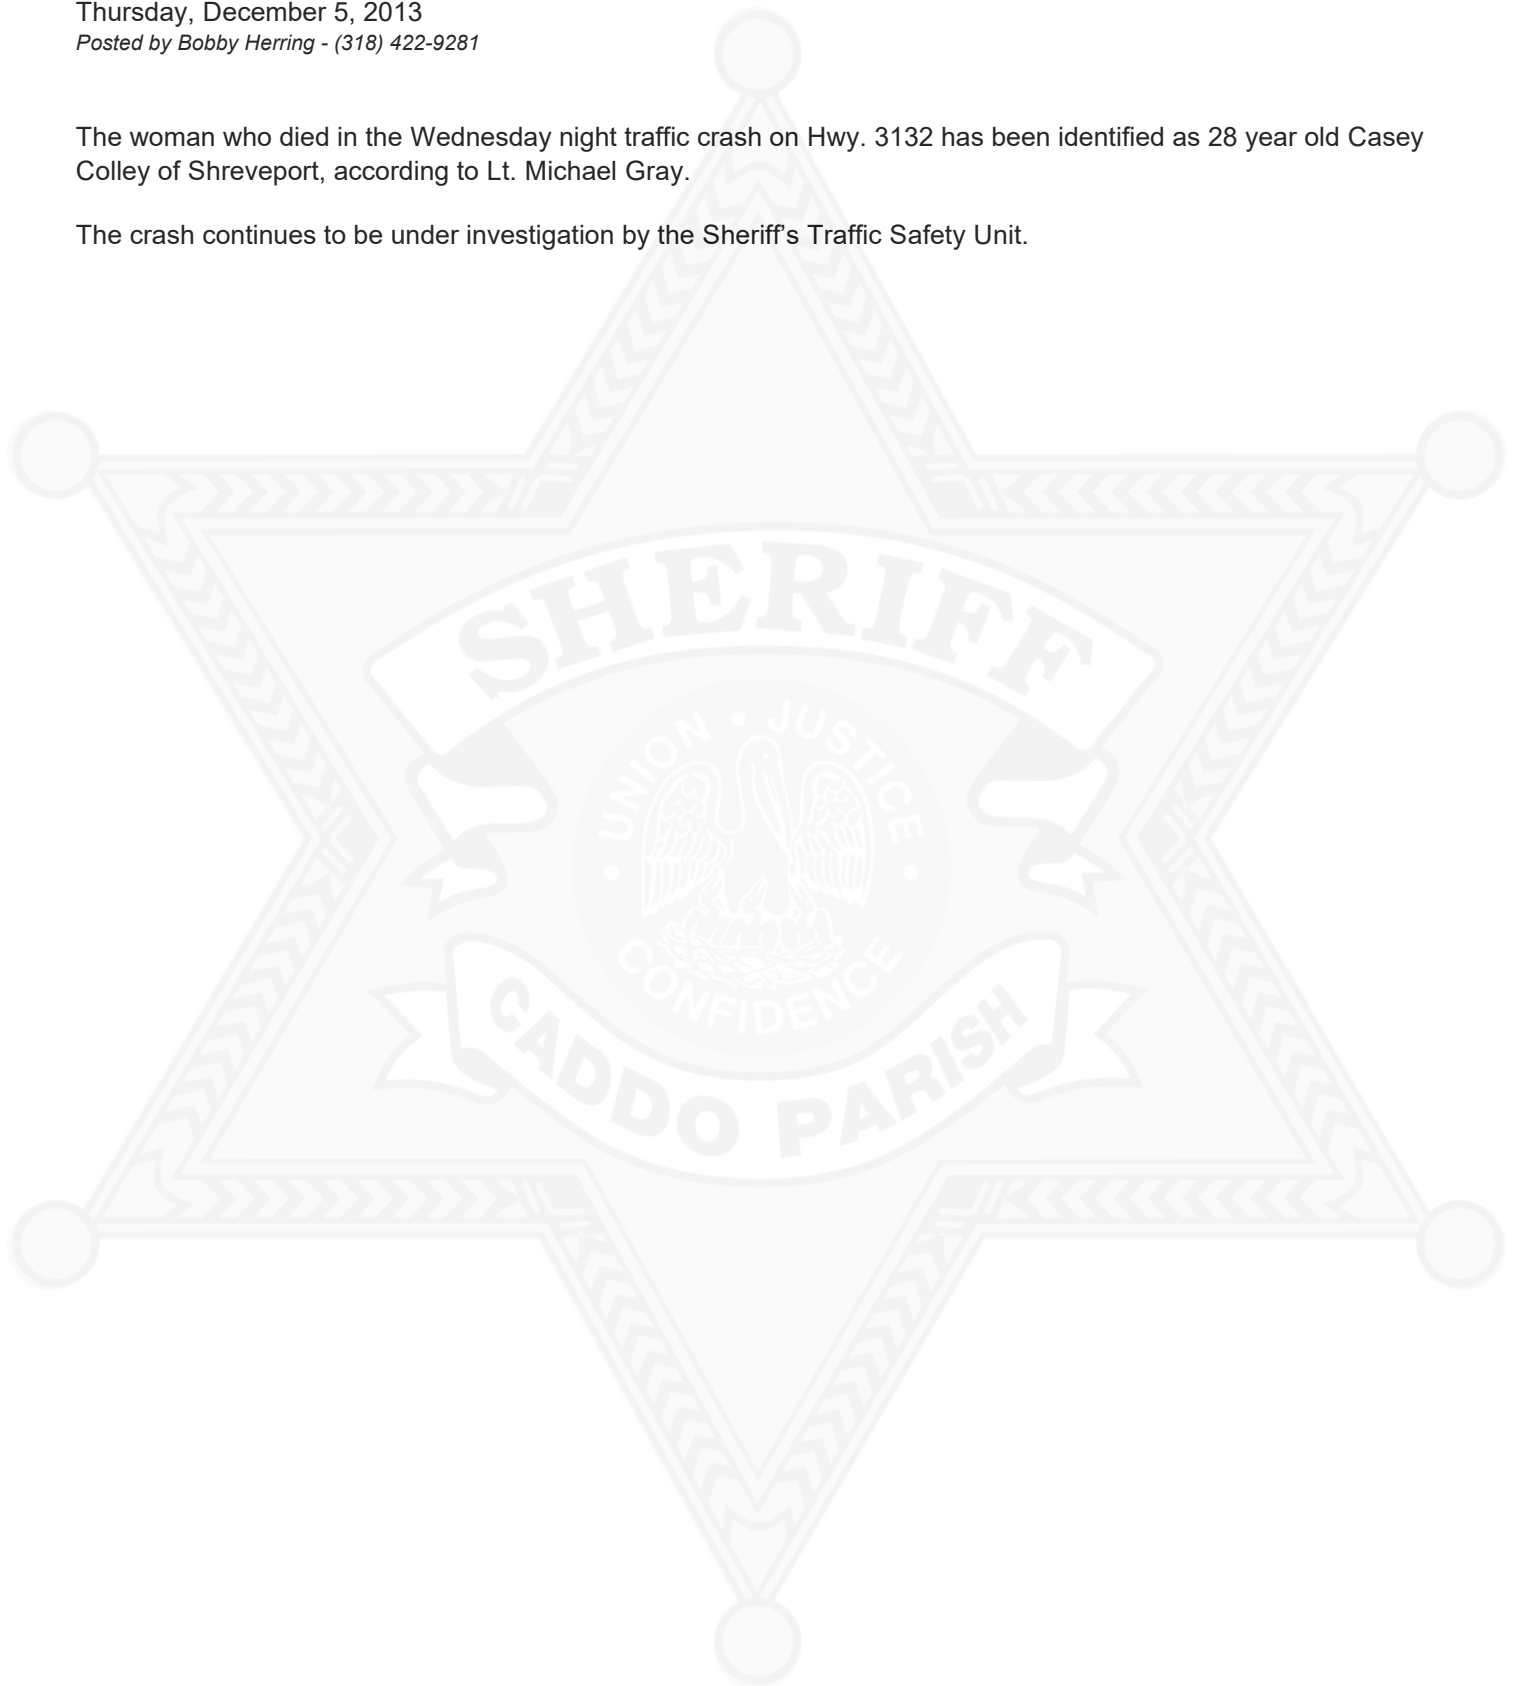 Thursday, December 5, 2013
Posted by Bobby Herring - (318) 422-9281
The woman who died in the Wednesday night traffic crash on Hwy. 3132 has been identified as 28 year old Casey
Colley of Shreveport, according to Lt. Michael Gray.
The crash continues to be under investigation by the Sheriff’s Traffic Safety Unit.
SHERIFF
UNION • JUSTICE
• CONFIDENCE •
CADDO PARISH